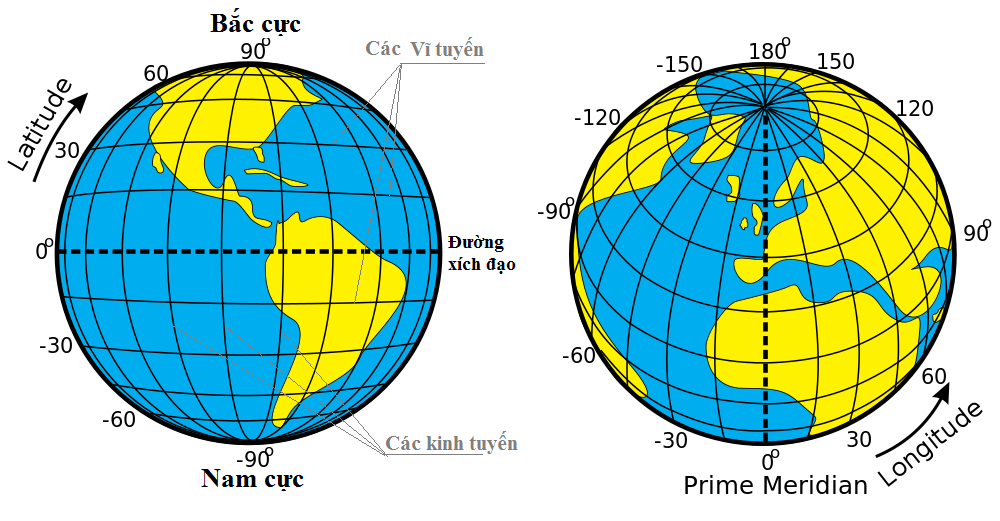 Bắc cực
90°
Các Vĩ tuyến
60
Latitude
30
0°
Đường
xích đạo
-30
-60
Các kinh tuyến
-90°
Nam cực
180°
-150
150
-120
120
-90°
90°
-60
60
-30
30
0°
Longitude
Prime Meridian